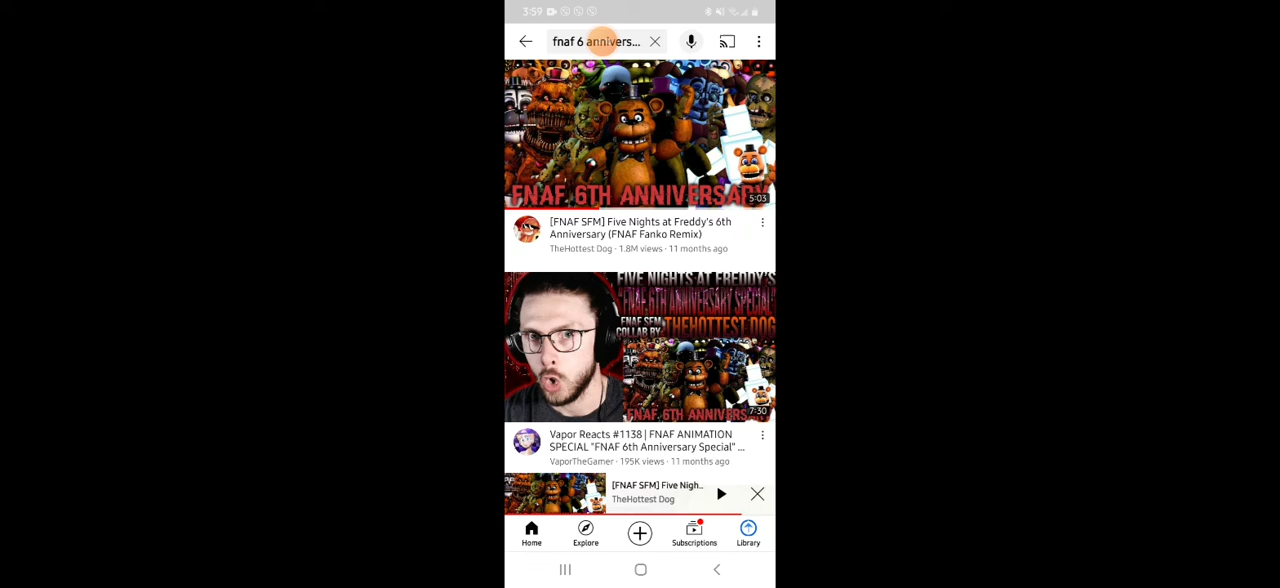 3:59
fnaf 6 annivers...
FNAF 6TH ANNIVERSARY
5:03
[FNAF SFM] Five Nights at Freddy's 6th
Anniversary (FNAF Fanko Remix)
TheHottest Dog · 1.8M views · 11 months ago
FIVE NIGHTS AT FREDDY'S
"FNAF 6TH ANNIVERSARY SPECIAL"
FNAF SFM
COLLAB BY THEHOTTEST DOG
FNAF 6TH ANNIVERSARY
7:30
Vapor Reacts #1138 | FNAF ANIMATION
SPECIAL "FNAF 6th Anniversary Special" ...
VaporTheGamer · 195K views · 11 months ago
[FNAF SFM] Five Nigh..
TheHottest Dog
Home
Explore
Subscriptions
Library